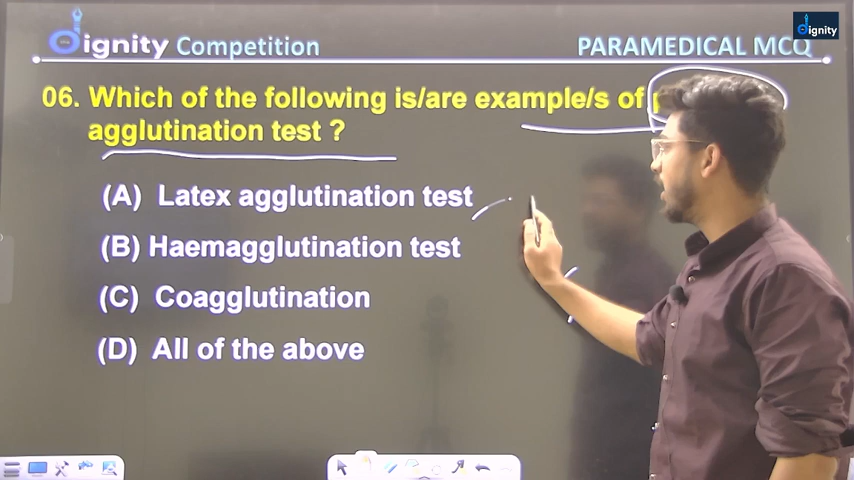 dignity Competition
PARAMEDICAL MCQ
dignity
06. Which of the following is/are example/s of
agglutination test ?
(A) Latex agglutination test
(B) Haemagglutination test
(C) Coagglutination
(D) All of the above